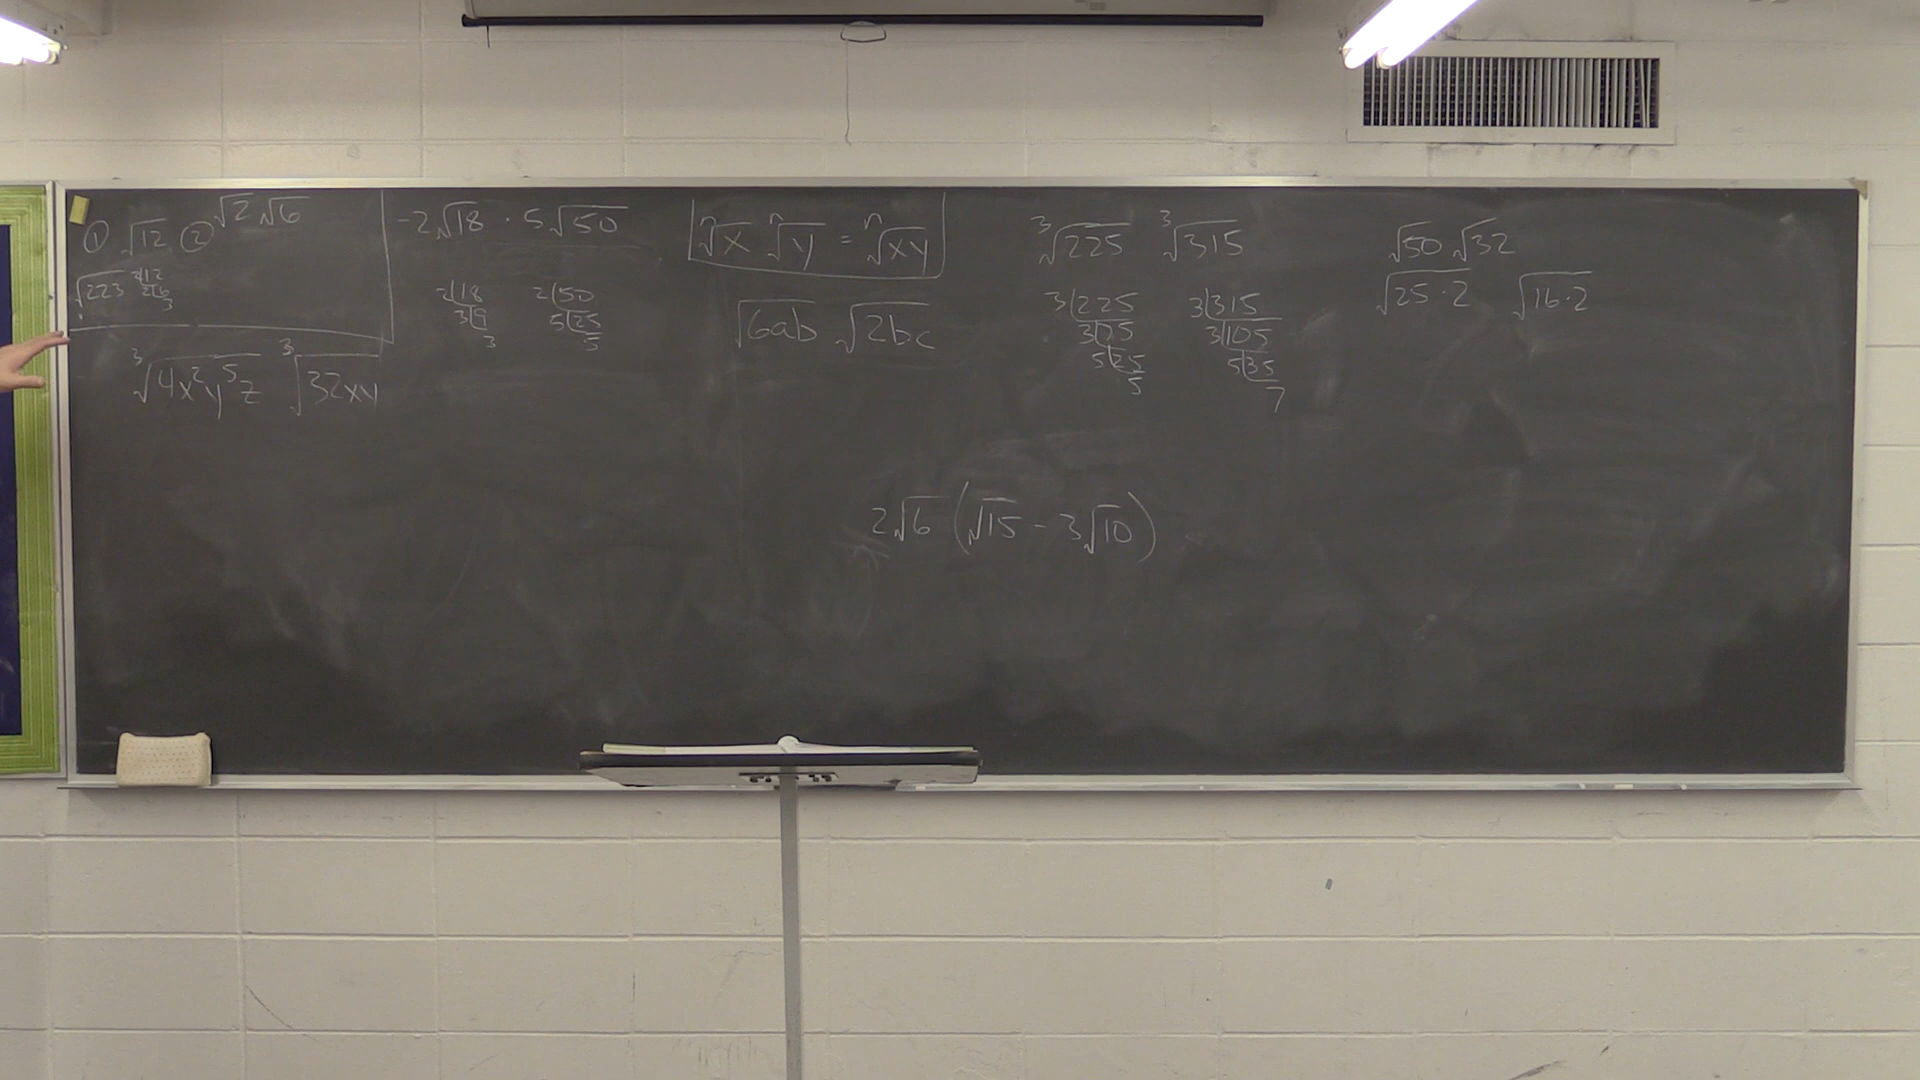 ① √12 ② √2 √6
√223 2|12
2|6
3
∛(4x²y⁵z) ∛(32xy)
-2√18 · 5√50
2|18 2|50
3|9 5|25
3 5
ⁿ√x ⁿ√y = ⁿ√xy
√6ab √2bc
∛225 ∛315
3|225 3|315
3|75 3|105
5|25 5|35
5 7
√50 √32
√25·2 √16·2
2√6 (√15 - 3√10)